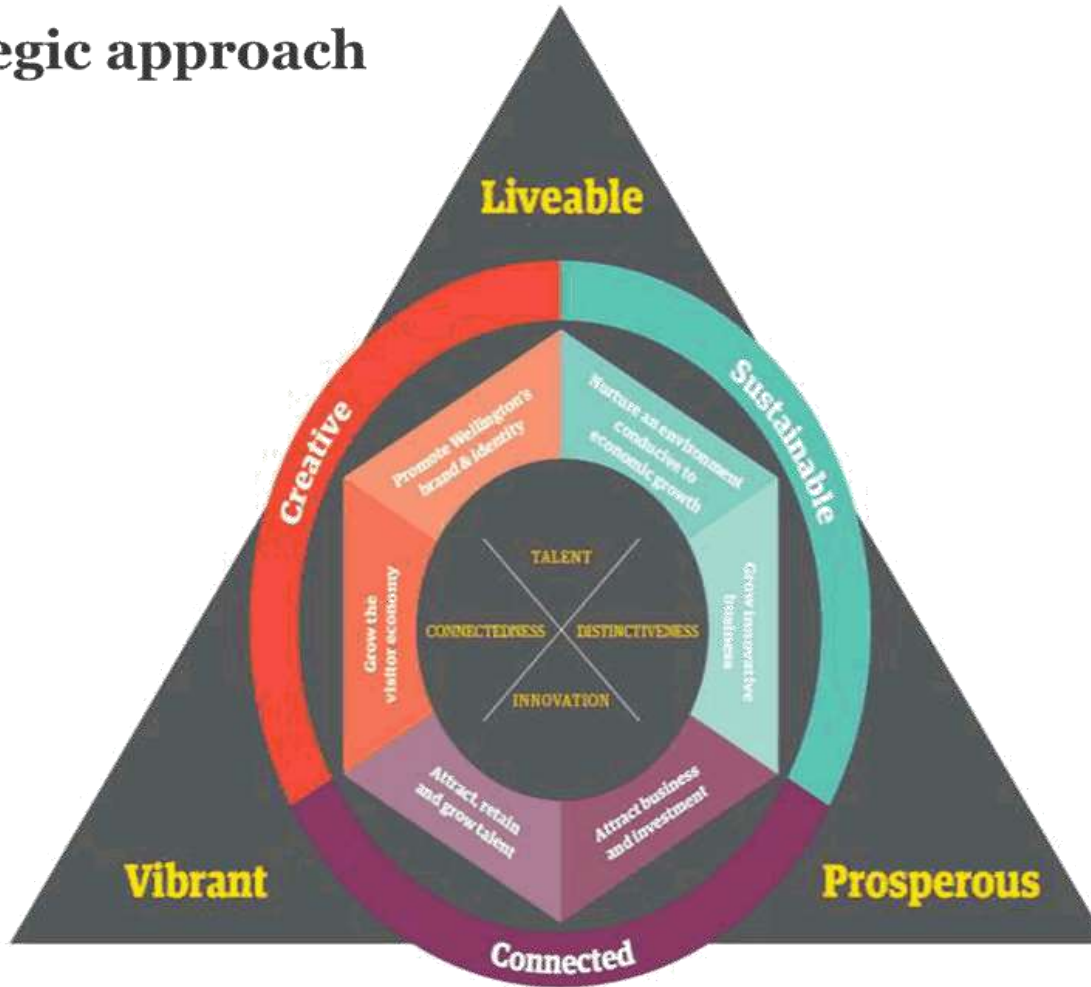 egic approach
Liveable
Creative
Sustainable
Promote Wellington's
brand & identity
Nurture an environment
conducive to
economic growth
Grow the
visitor economy
Grow innovative
business
TALENT
CONNECTEDNESS
DISTINCTIVENESS
INNOVATION
Attract, retain
and grow talent
Attract business
and investment
Vibrant
Prosperous
Connected